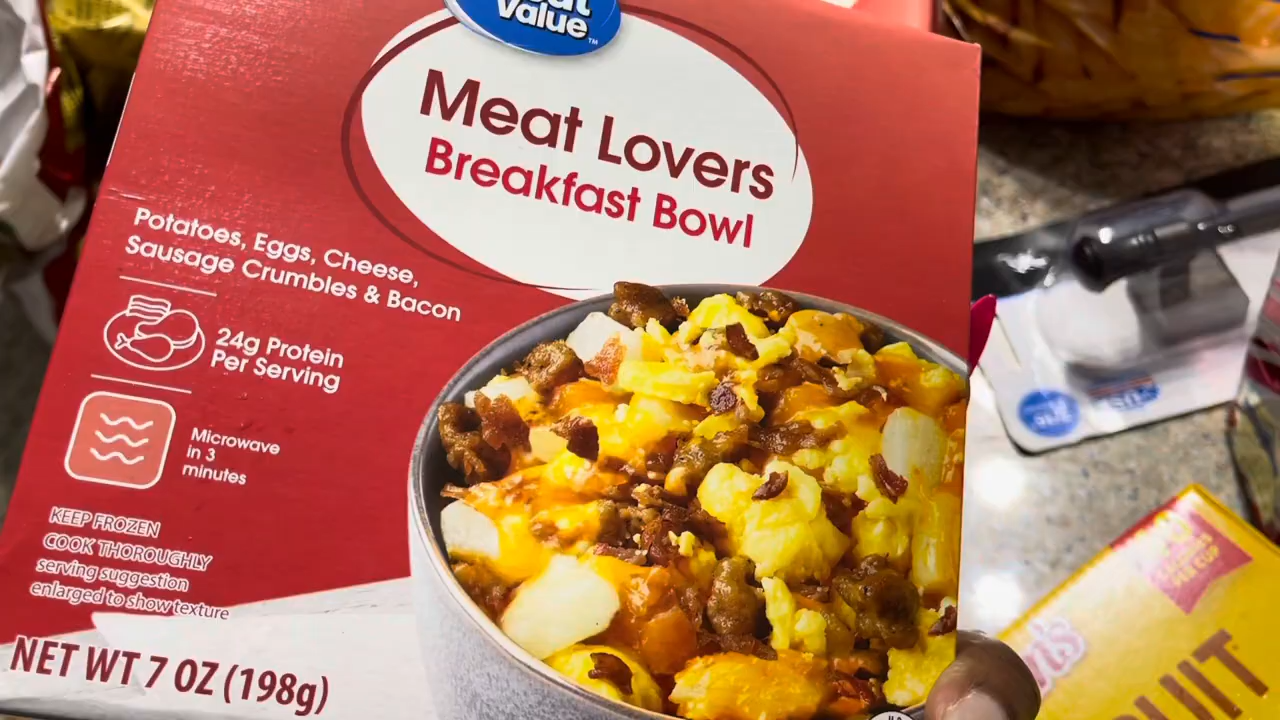 Value™
Meat Lovers
Breakfast Bowl
Potatoes, Eggs, Cheese,
Sausage Crumbles & Bacon
24g Protein
Per Serving
Microwave
in 3
minutes
KEEP FROZEN
COOK THOROUGHLY
serving suggestion
enlarged to show texture
NET WT 7 OZ (198g)